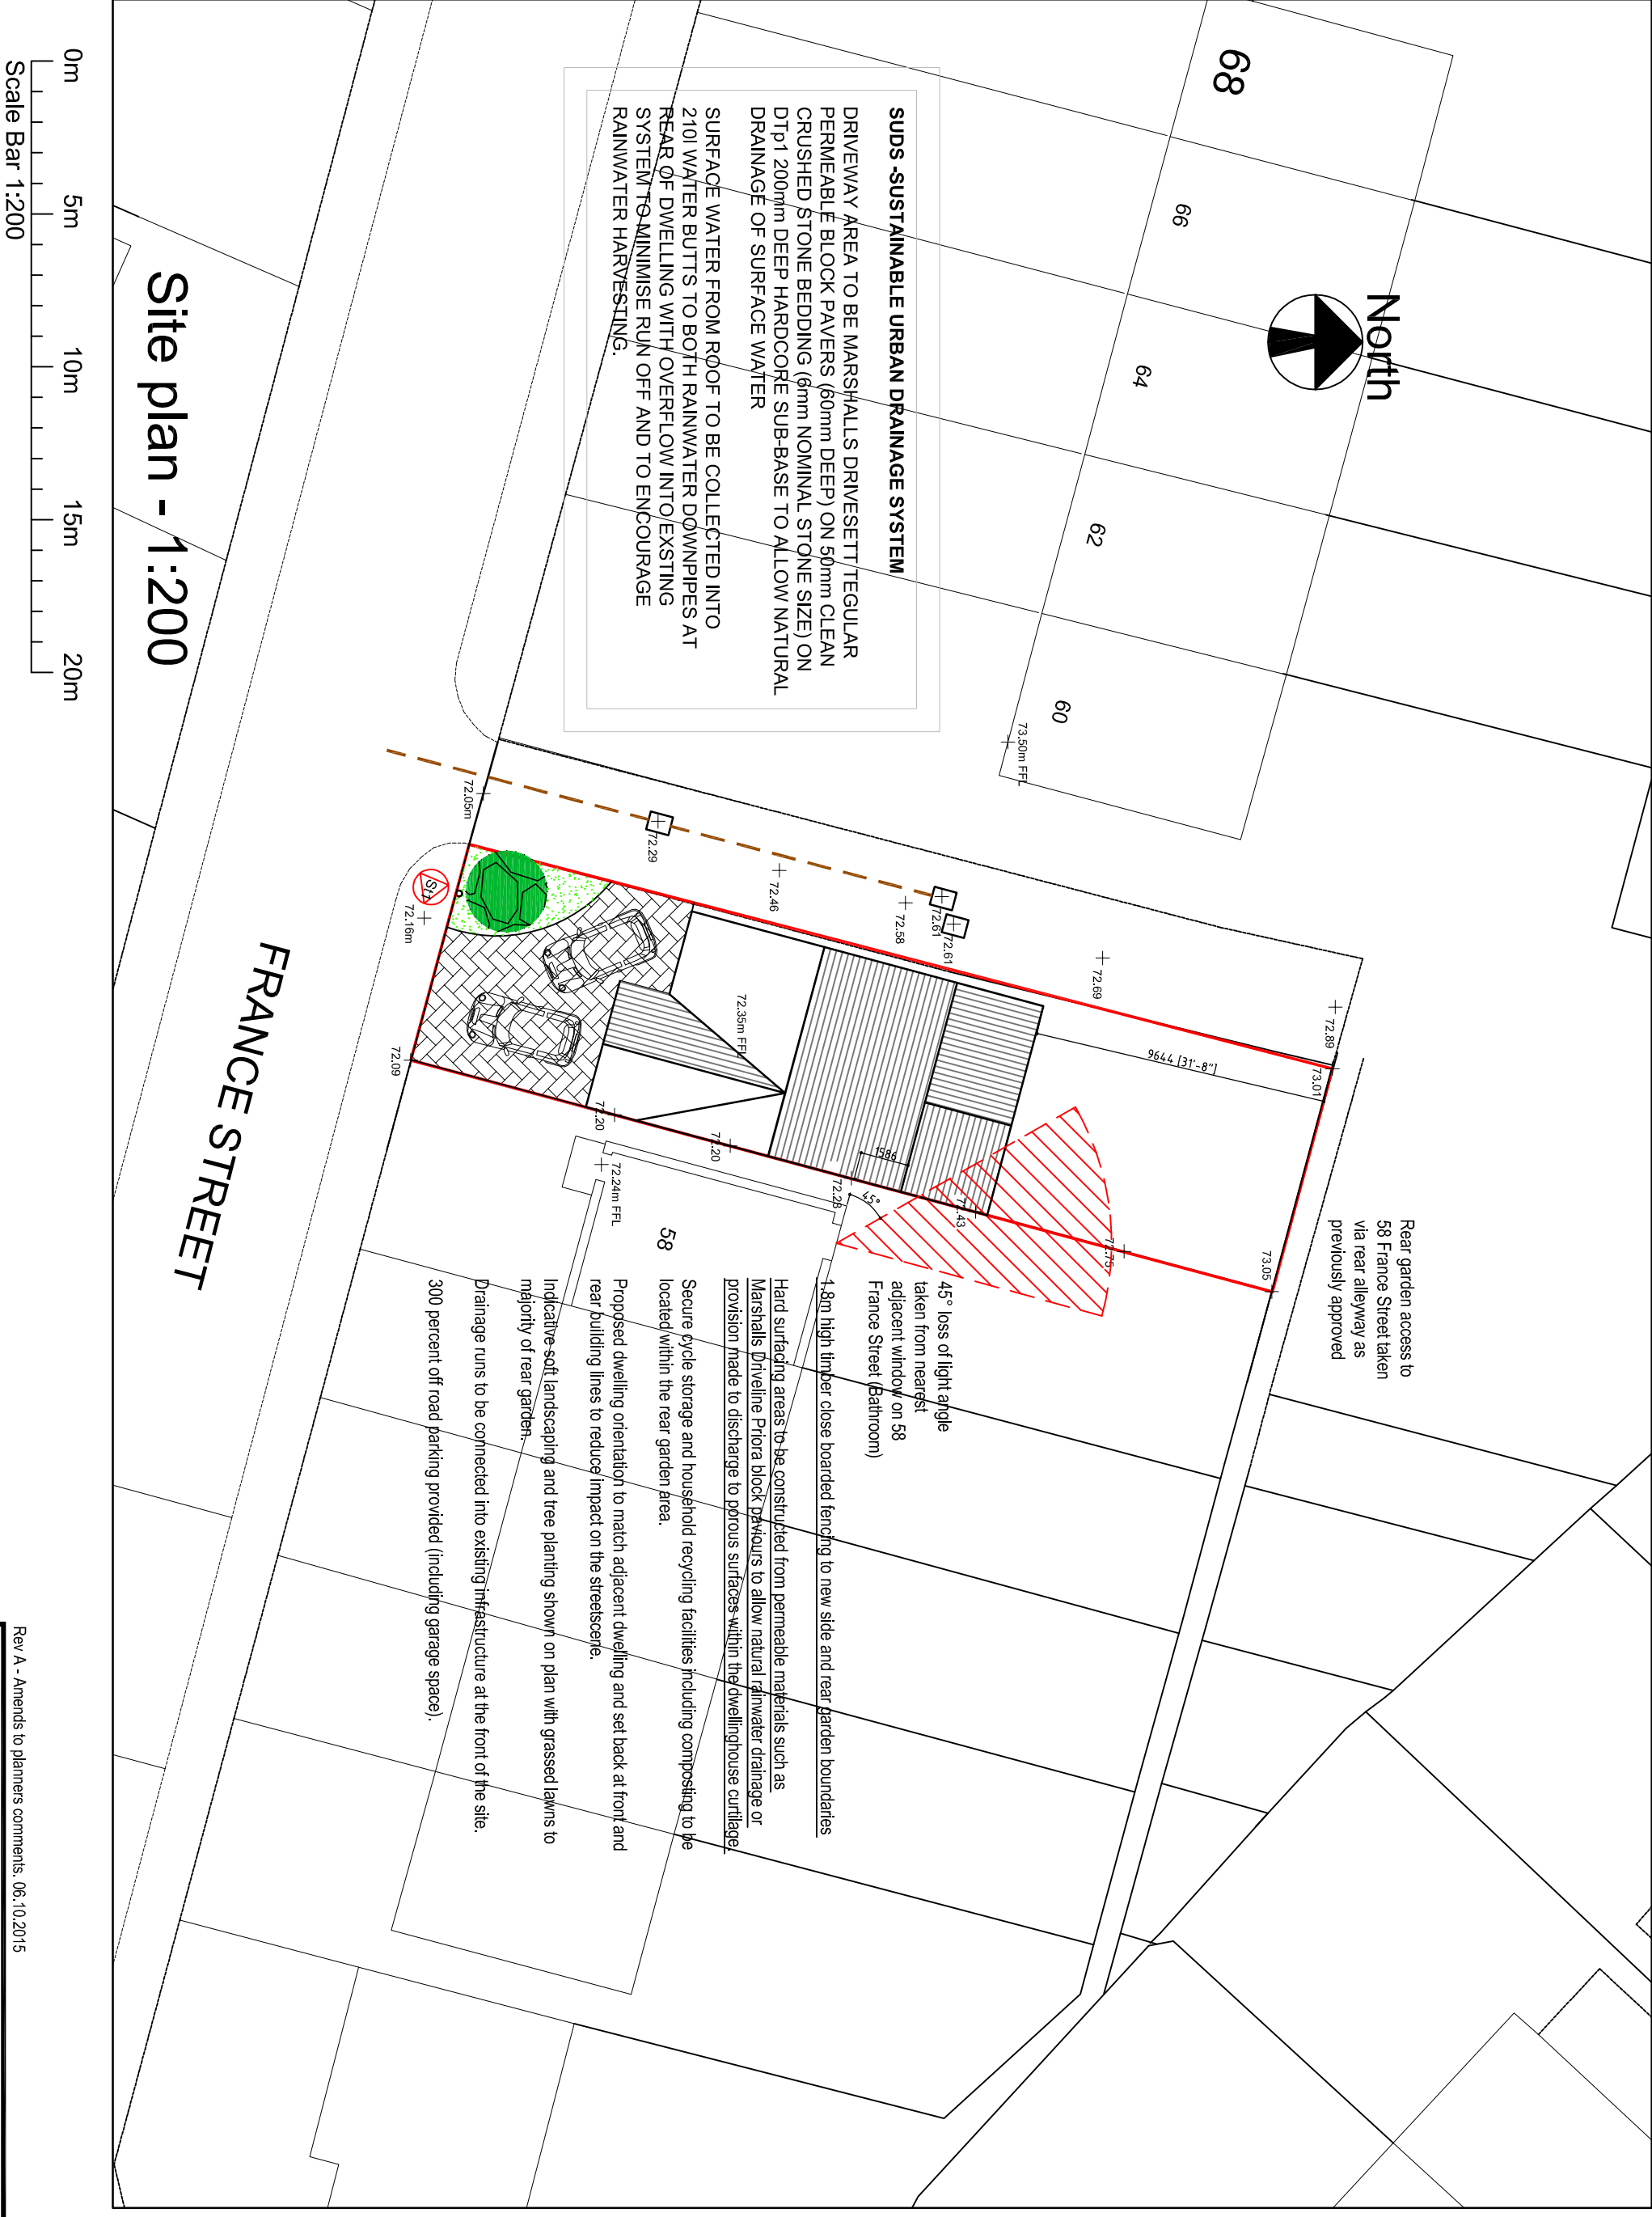 68
66
64
62
60
North
SUDS -SUSTAINABLE URBAN DRAINAGE SYSTEM
DRIVEWAY AREA TO BE MARSHALLS DRIVESETT TEGULAR
PERMEABLE BLOCK PAVERS (60mm DEEP) ON 50mm CLEAN
CRUSHED STONE BEDDING (6mm NOMINAL STONE SIZE) ON
DTp1 200mm DEEP HARDCORE SUB-BASE TO ALLOW NATURAL
DRAINAGE OF SURFACE WATER
SURFACE WATER FROM ROOF TO BE COLLECTED INTO
210l WATER BUTTS TO BOTH RAINWATER DOWNPIPES AT
REAR OF DWELLING WITH OVERFLOW INTO EXISTING
SYSTEM TO MINIMISE RUN OFF AND TO ENCOURAGE
RAINWATER HARVESTING.
73.50m FFL
72.89
73.01
72.69
9644 [31'-8"]
72.61
72.61
72.58
72.46
72.29
72.05m
St1
72.16m
72.35m FFL
72.09
72.20
72.20
72.28
1586
45°
72.43
72.75
73.05
72.24m FFL
58
Rear garden access to
58 France Street taken
via rear alleyway as
previously approved
45° loss of light angle
taken from nearest
adjacent window on 58
France Street (Bathroom)
1.8m high timber close boarded fencing to new side and rear garden boundaries
Hard surfacing areas to be constructed from permeable materials such as
Marshalls Driveline Priora block paviours to allow natural rainwater drainage or
provision made to discharge to porous surfaces within the dwellinghouse curtilage.
Secure cycle storage and household recycling facilities including composting to be
located within the rear garden area.
Proposed dwelling orientation to match adjacent dwelling and set back at front and
rear building lines to reduce impact on the streetscene.
Indicative soft landscaping and tree planting shown on plan with grassed lawns to
majority of rear garden.
Drainage runs to be connected into existing infrastructure at the front of the site.
300 percent off road parking provided (including garage space).
FRANCE STREET
Site plan - 1:200
0m 5m 10m 15m 20m
Scale Bar 1:200
Rev A - Amends to planners comments, 06.10.2015